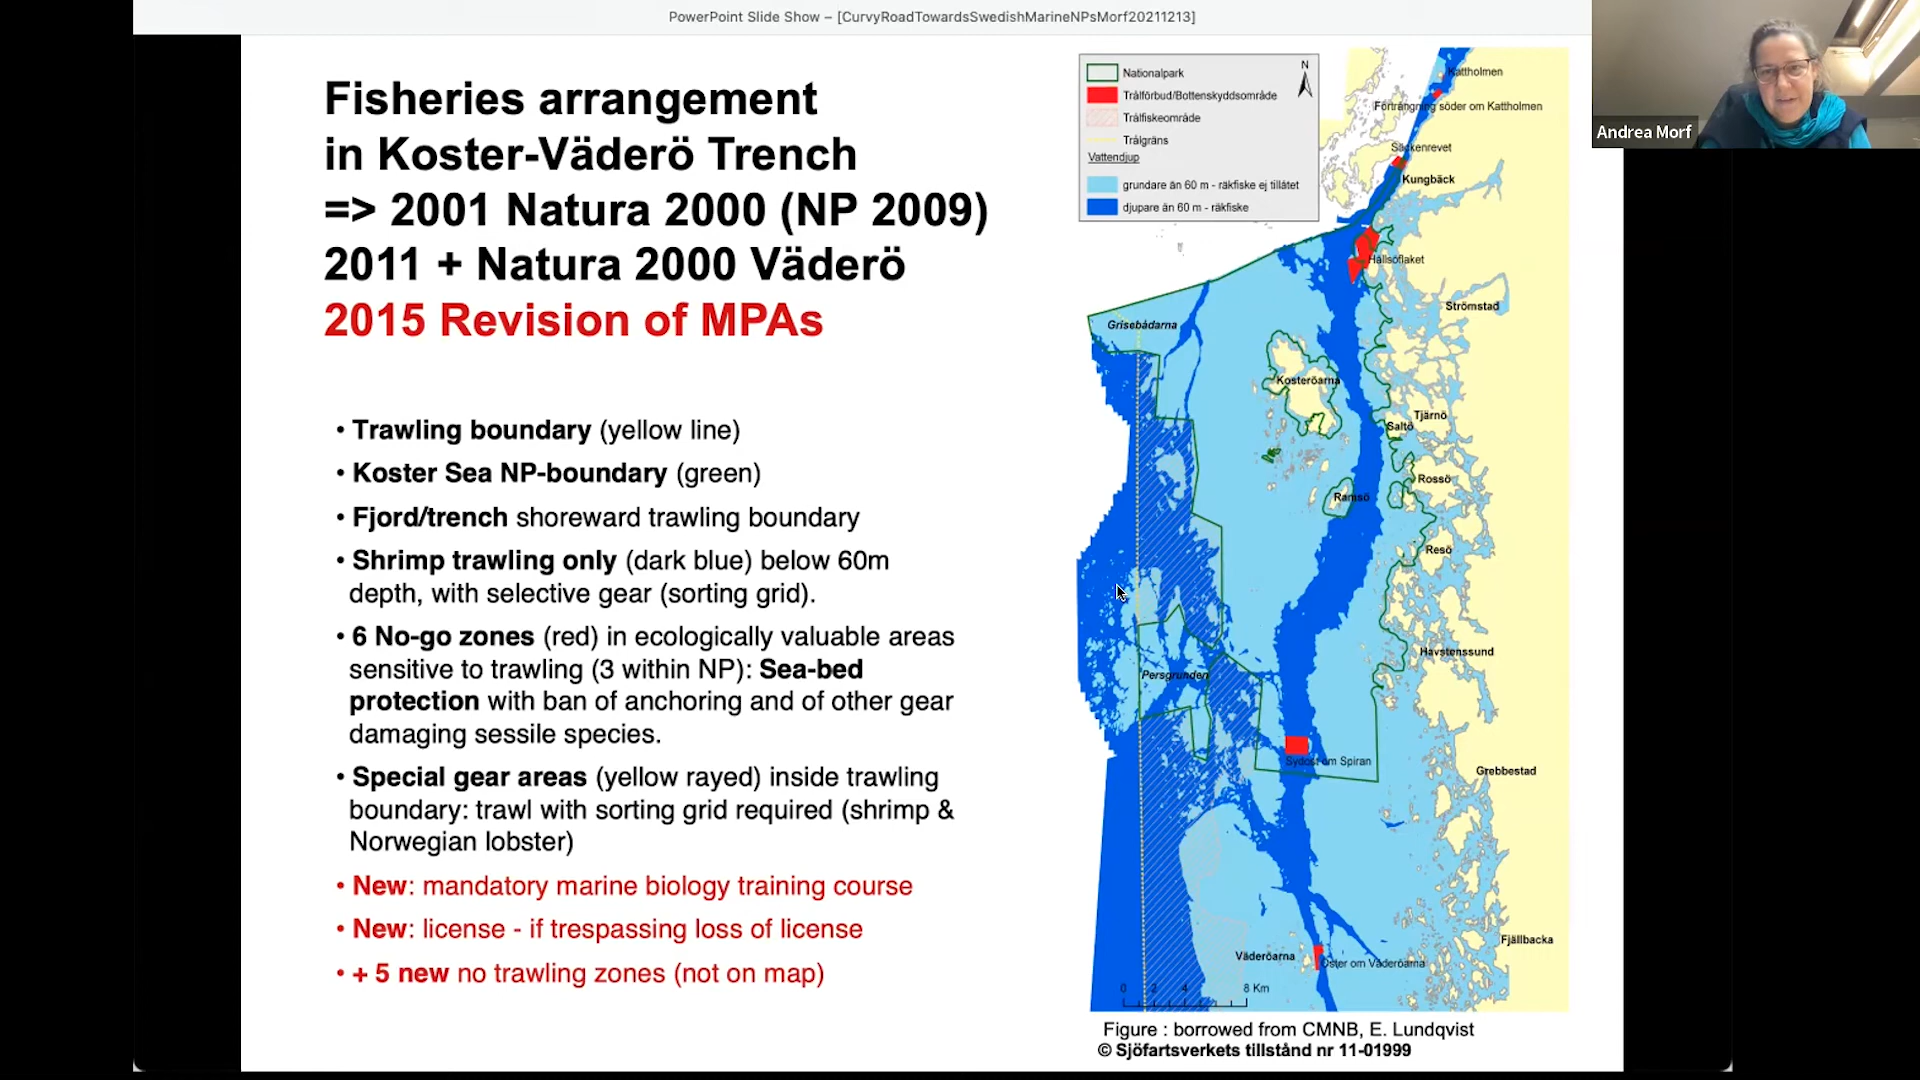 PowerPoint Slide Show – [CurvyRoadTowardsSwedishMarineNPsMorf20211213]
Andrea Morf
Fisheries arrangement
in Koster-Väderö Trench
=> 2001 Natura 2000 (NP 2009)
2011 + Natura 2000 Väderö
2015 Revision of MPAs
• Trawling boundary (yellow line)
• Koster Sea NP-boundary (green)
• Fjord/trench shoreward trawling boundary
• Shrimp trawling only (dark blue) below 60m
depth, with selective gear (sorting grid).
• 6 No-go zones (red) in ecologically valuable areas
sensitive to trawling (3 within NP): Sea-bed
protection with ban of anchoring and of other gear
damaging sessile species.
• Special gear areas (yellow rayed) inside trawling
boundary: trawl with sorting grid required (shrimp &
Norwegian lobster)
• New: mandatory marine biology training course
• New: license - if trespassing loss of license
• + 5 new no trawling zones (not on map)
N
Nationalpark
Trålförbud/Bottenskyddsområde
Trålfiskeområde
Trålgräns
Vattendjup
grundare än 60 m - räkfiske ej tillåtet
djupare än 60 m - räkfiske
Kattholmen
Förträngning söder om Kattholmen
Säckenrevet
Kungbäck
Hällsöflaket
Strömstad
Grisebådarna
Kosteröarna
Tjärnö
Saltö
Rossö
Ramsö
Resö
Havstenssund
Persgrunden
Sydost om Spiran
Grebbestad
Fjällbacka
Väderöarna
Öster om Väderöarna
0 2 4 8 Km
Figure : borrowed from CMNB, E. Lundqvist
© Sjöfartsverkets tillstånd nr 11-01999